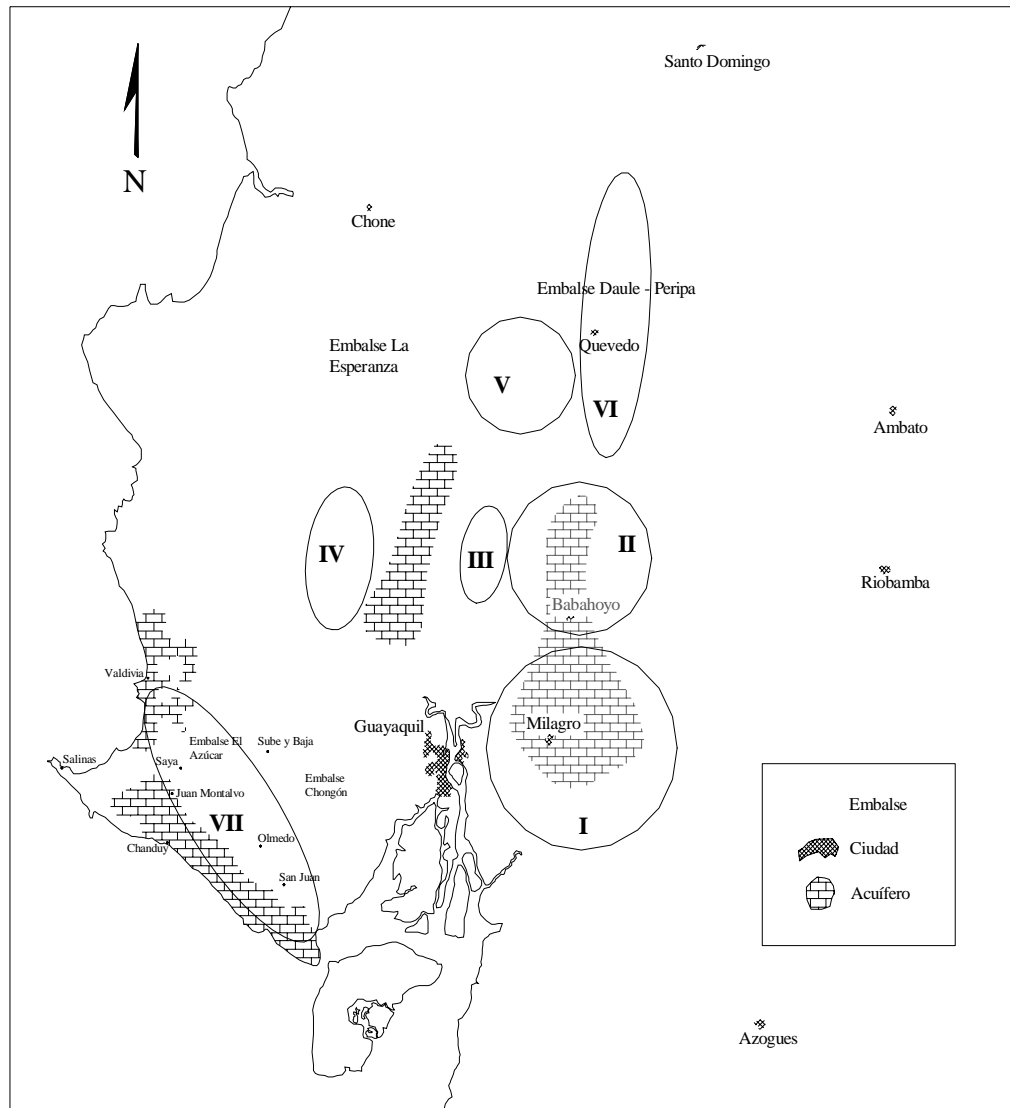 Santo Domingo
N
Chone
Embalse Daule - Peripa
Quevedo
Embalse La
Esperanza
V
VI
Ambato
IV
III
II
Riobamba
Babahoyo
Valdivia
Guayaquil
Milagro
Embalse El
Azúcar
Sube y Baja
Salinas
Saya
Embalse
Chongón
Juan Montalvo
VII
I
Olmedo
Chanduy
San Juan
Embalse
Ciudad
Acuífero
Azogues